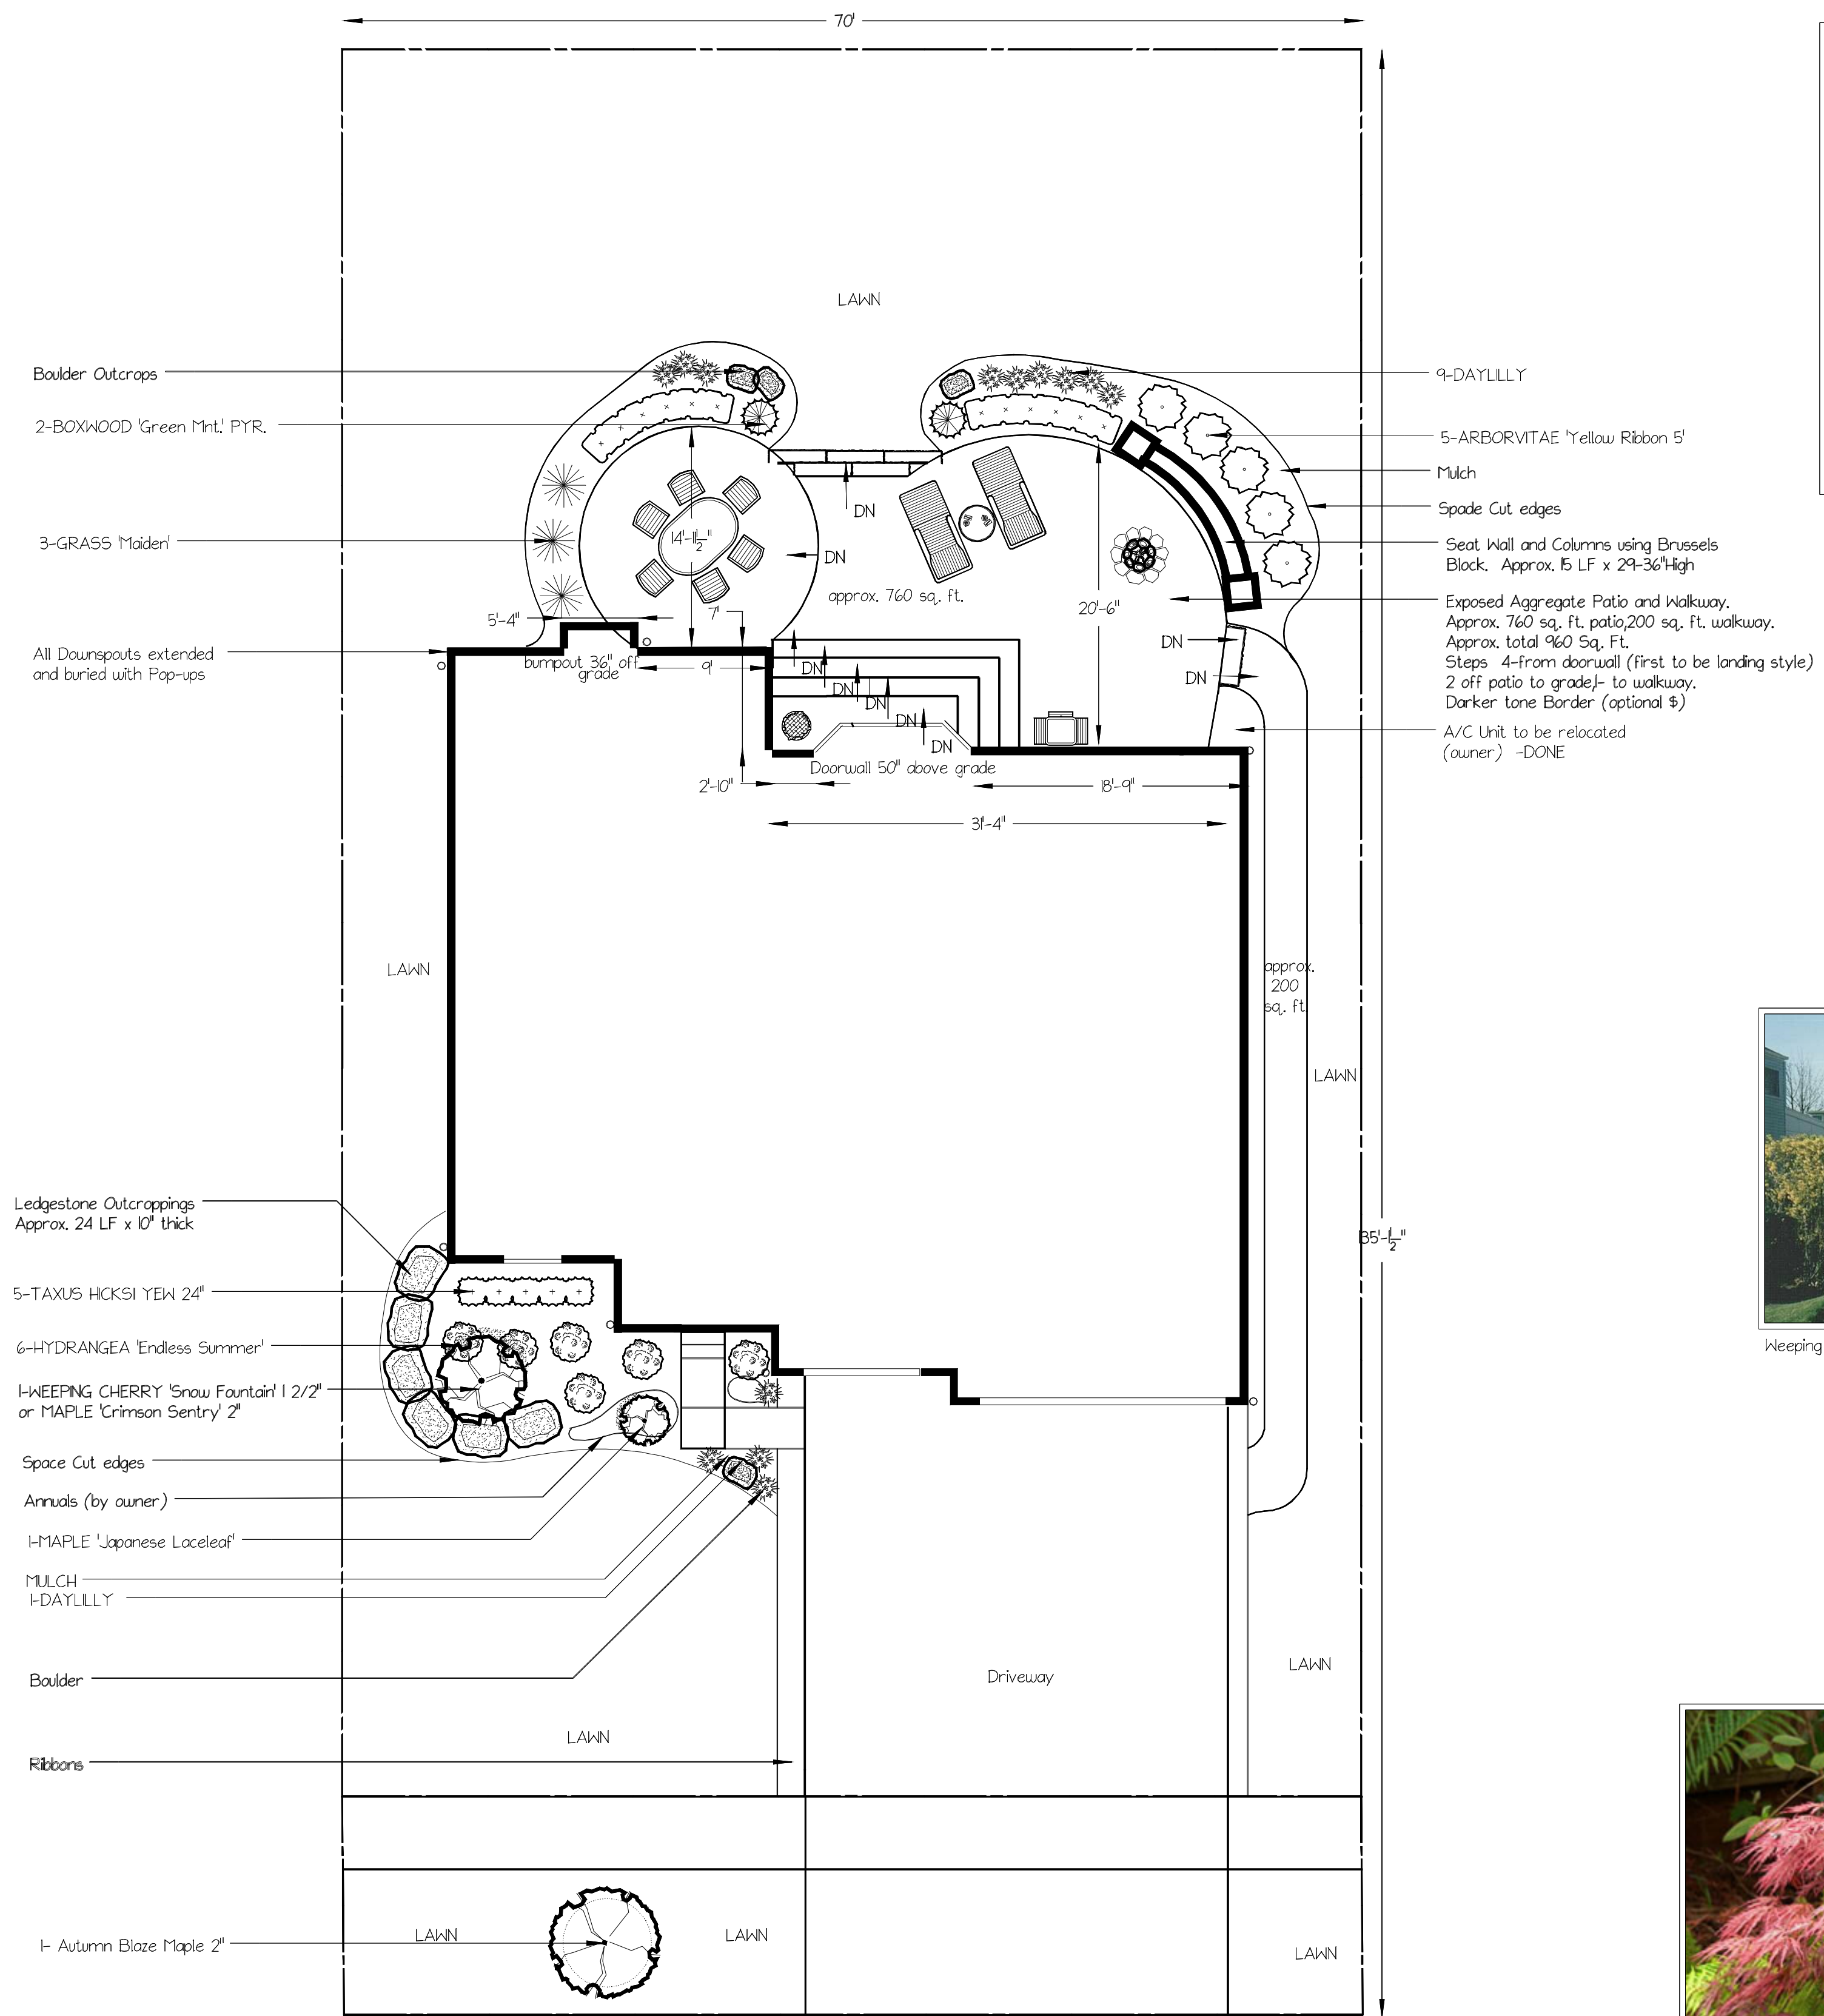 70'
LAWN
Boulder Outcrops
9-DAYLILLY
2-BOXWOOD 'Green Mnt.' PYR.
5-ARBORVITAE 'Yellow Ribbon 5'
Mulch
DN
Spade Cut edges
3-GRASS 'Maiden'
14'-11½"
DN
Seat Wall and Columns using Brussels
Block. Approx. 15 LF x 29-36"High
approx. 760 sq. ft.
20'-6"
Exposed Aggregate Patio and Walkway.
Approx. 760 sq. ft. patio,200 sq. ft. walkway.
Approx. total 960 Sq. Ft.
Steps 4-from doorwall (first to be landing style)
2 off patio to grade,1- to walkway.
Darker tone Border (optional $)
5'-4"
7'
DN
All Downspouts extended
and buried with Pop-ups
bumpout 36" off
grade
9'
DN
DN
DN
DN
DN
DN
A/C Unit to be relocated
(owner) -DONE
Doorwall 50" above grade
2'-10"
18'-9"
31'-4"
LAWN
approx.
200
sq. ft.
LAWN
Ledgestone Outcroppings
Approx. 24 LF x 10" thick
135'-1½"
5-TAXUS HICKSII YEW 24"
6-HYDRANGEA 'Endless Summer'
Weeping
1-WEEPING CHERRY 'Snow Fountain' 1 2/2"
or MAPLE 'Crimson Sentry' 2"
Space Cut edges
Annuals (by owner)
1-MAPLE 'Japanese Laceleaf'
MULCH
1-DAYLILLY
Boulder
Driveway
LAWN
LAWN
Ribbons
1- Autumn Blaze Maple 2"
LAWN
LAWN
LAWN